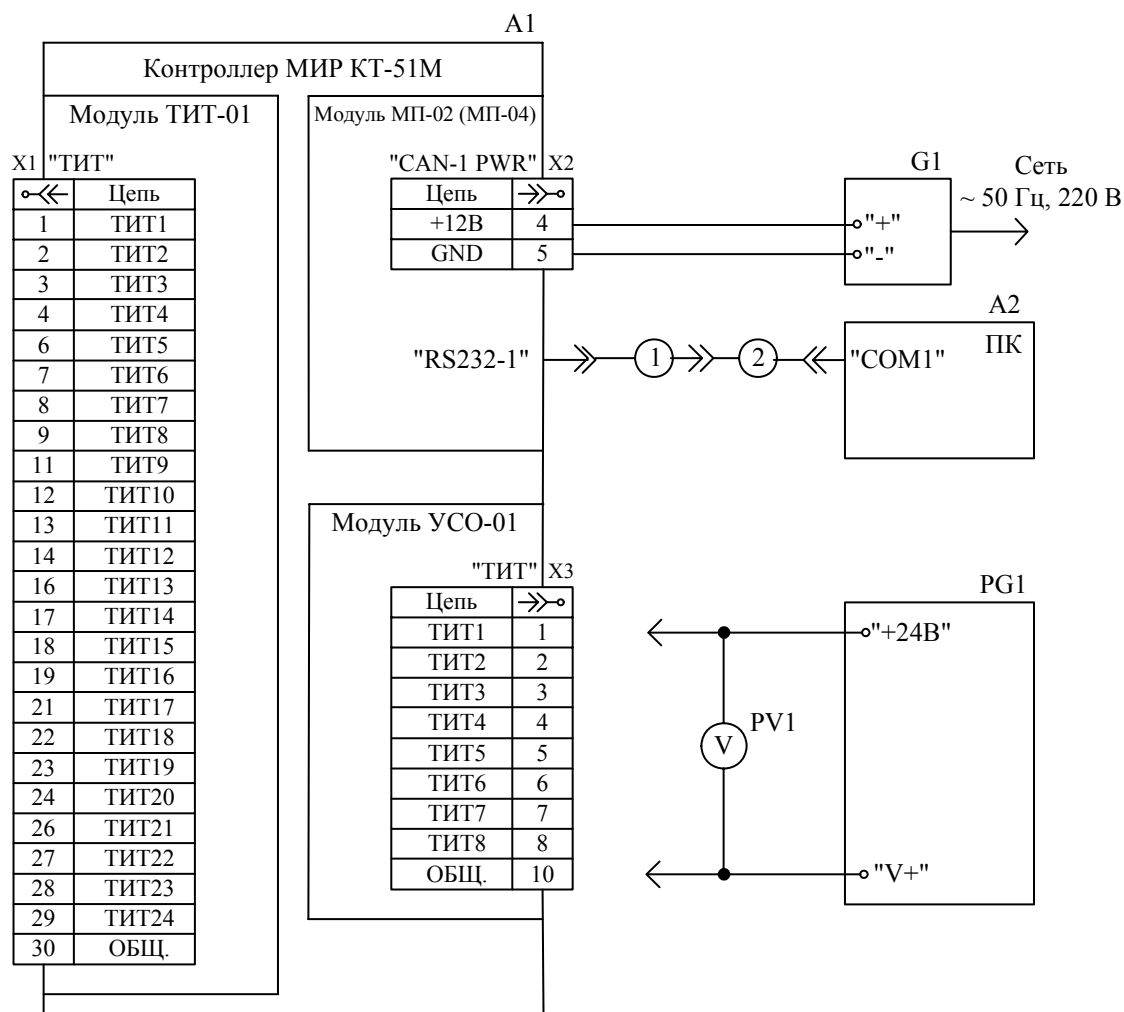 A1
Контроллер МИР КТ-51М
Модуль ТИТ-01
X1 "ТИТ"
Цепь
1 ТИТ1
2 ТИТ2
3 ТИТ3
4 ТИТ4
6 ТИТ5
7 ТИТ6
8 ТИТ7
9 ТИТ8
11 ТИТ9
12 ТИТ10
13 ТИТ11
14 ТИТ12
16 ТИТ13
17 ТИТ14
18 ТИТ15
19 ТИТ16
21 ТИТ17
22 ТИТ18
23 ТИТ19
24 ТИТ20
26 ТИТ21
27 ТИТ22
28 ТИТ23
29 ТИТ24
30 ОБЩ.
Модуль МП-02 (МП-04)
"CAN-1 PWR" X2
Цепь
+12В 4
GND 5
"RS232-1"
1
2
G1
"+"
"-"
Сеть
~ 50 Гц, 220 В
A2
ПК
"COM1"
Модуль УСО-01
"ТИТ" X3
Цепь
ТИТ1 1
ТИТ2 2
ТИТ3 3
ТИТ4 4
ТИТ5 5
ТИТ6 6
ТИТ7 7
ТИТ8 8
ОБЩ. 10
PV1
V
PG1
"+24В"
"V+"